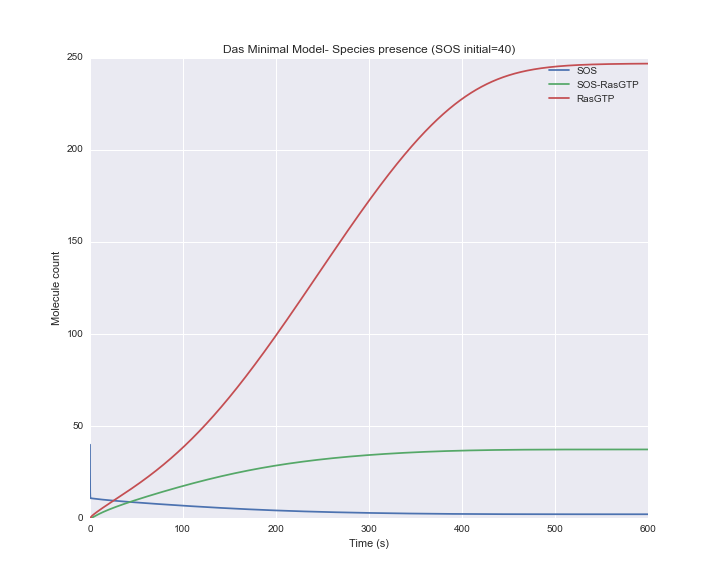 Das Minimal Model- Species presence (SOS initial=40)
250
200
150
100
50
0
Molecule count
SOS
SOS-RasGTP
RasGTP
0 100 200 300 400 500 600
Time (s)